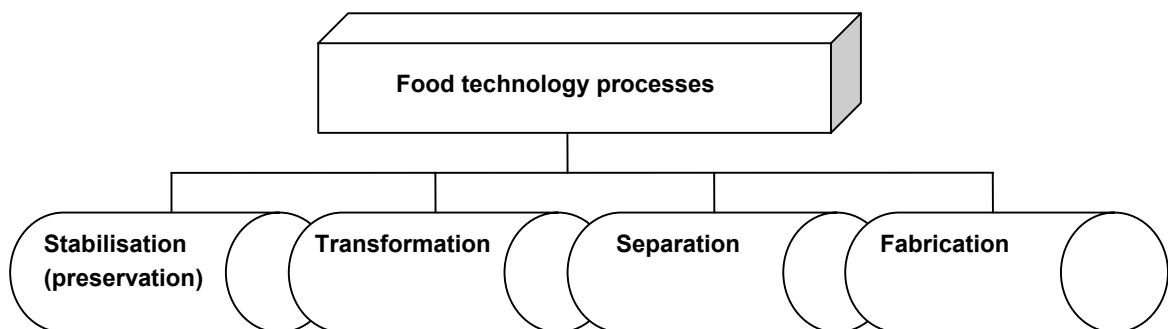 Food technology processes
Stabilisation
(preservation)
Transformation
Separation
Fabrication